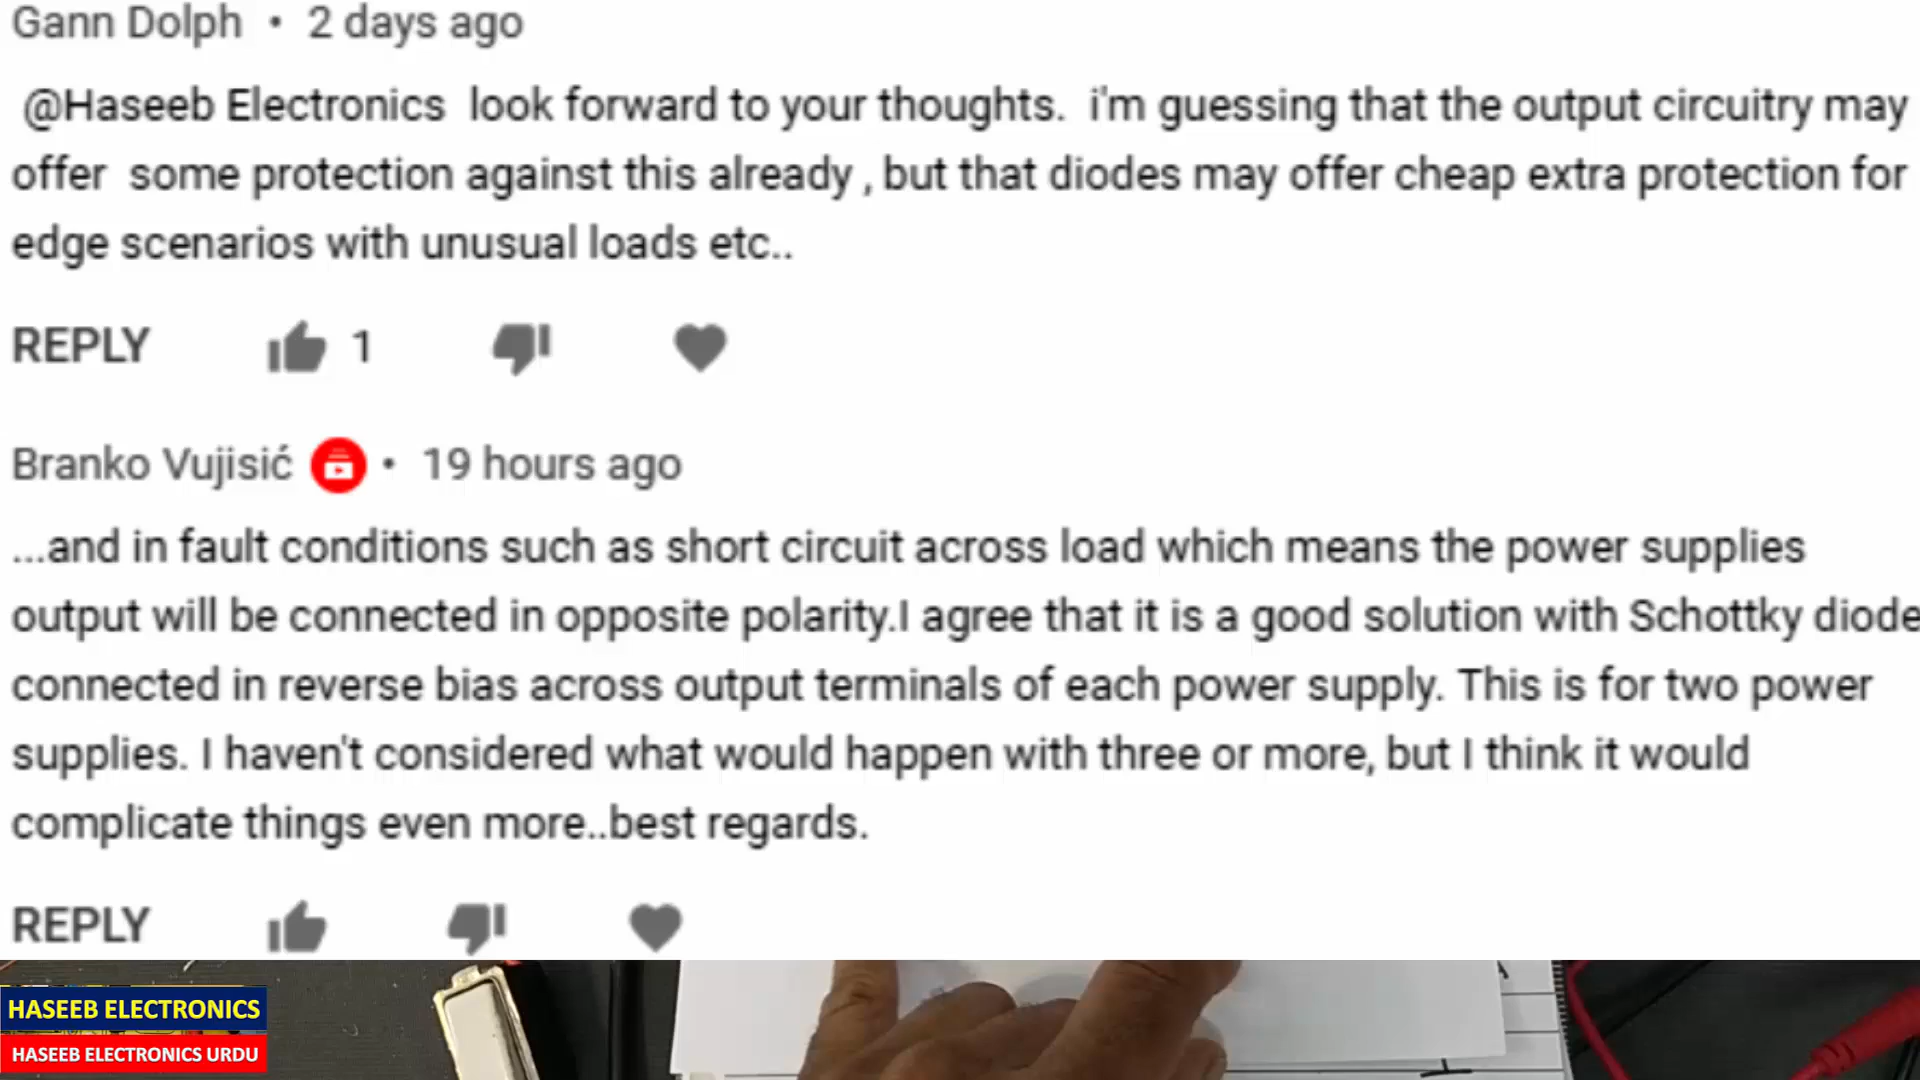 Gann Dolph • 2 days ago
@Haseeb Electronics look forward to your thoughts. i'm guessing that the output circuitry may
offer some protection against this already , but that diodes may offer cheap extra protection for
edge scenarios with unusual loads etc..
REPLY 1
Branko Vujisić • 19 hours ago
...and in fault conditions such as short circuit across load which means the power supplies
output will be connected in opposite polarity.I agree that it is a good solution with Schottky diode
connected in reverse bias across output terminals of each power supply. This is for two power
supplies. I haven't considered what would happen with three or more, but I think it would
complicate things even more..best regards.
REPLY
HASEEB ELECTRONICS
HASEEB ELECTRONICS URDU